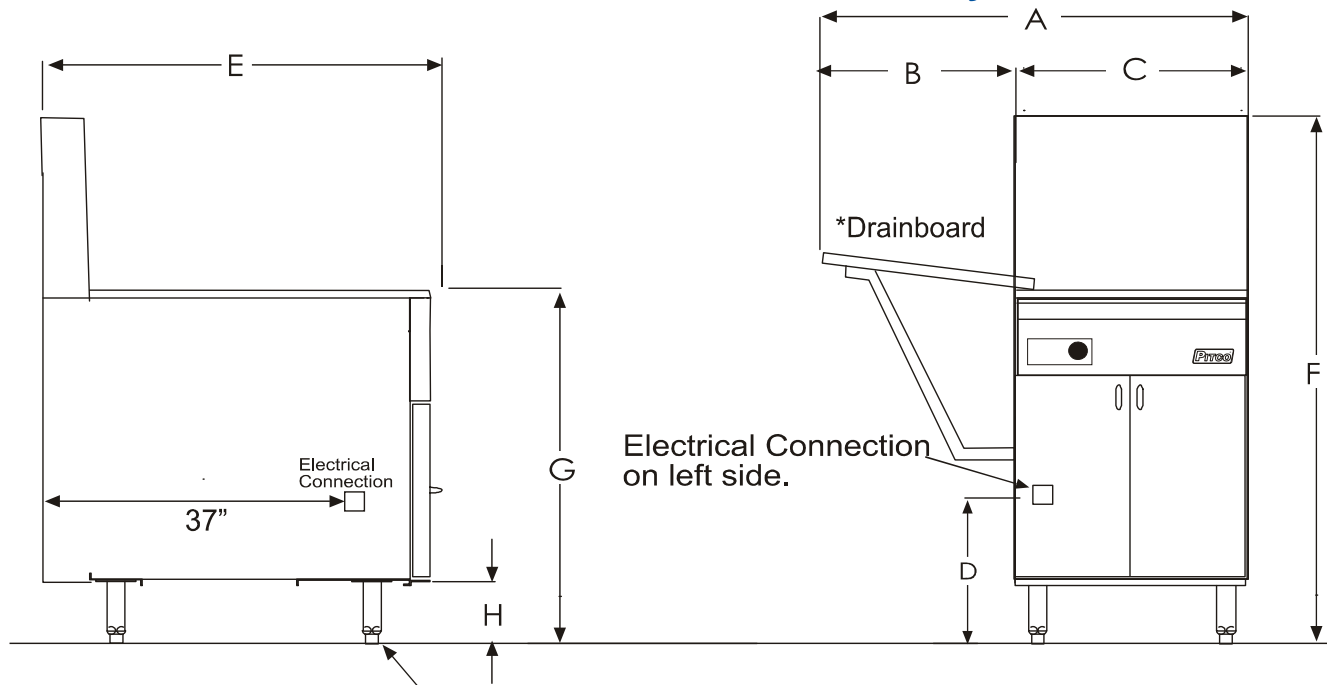 A
E
B
C
*Drainboard
PITCO
F
Electrical Connection
on left side.
Electrical
Connection
G
37”
D
H